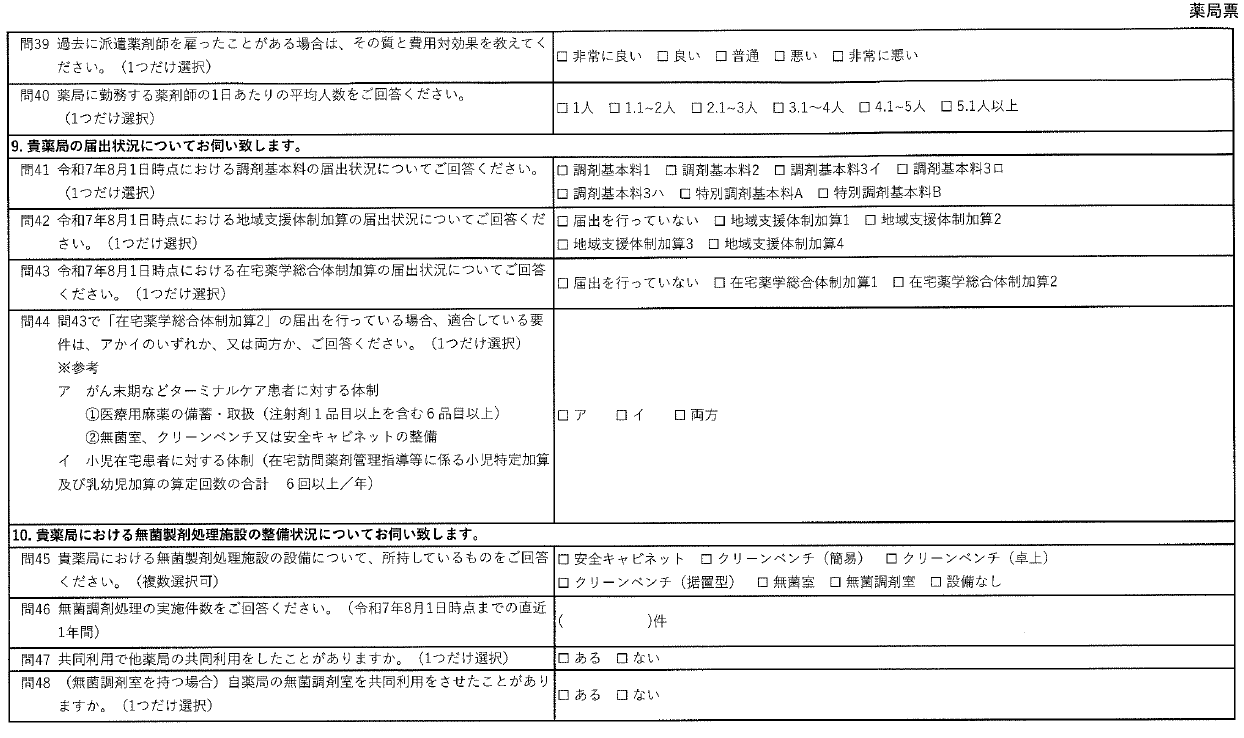 薬局票
問39 過去に派遣薬剤師を雇ったことがある場合は、その質と費用対効果を教えてく
ださい。（1つだけ選択）
□ 非常に良い □ 良い □ 普通 □ 悪い □ 非常に悪い
問40 薬局に勤務する薬剤師の1日あたりの平均人数をご回答ください。
（1つだけ選択）
□ 1人 □ 1.1~2人 □ 2.1~3人 □ 3.1~4人 □ 4.1~5人 □ 5.1人以上
9. 貴薬局の届出状況についてお伺い致します。
問41 令和7年8月1日時点における調剤基本料の届出状況についてご回答ください。
（1つだけ選択）
□ 調剤基本料1 □ 調剤基本料2 □ 調剤基本料3イ □ 調剤基本料3ロ
□ 調剤基本料3ハ □ 特別調剤基本料A □ 特別調剤基本料B
問42 令和7年8月1日時点における地域支援体制加算の届出状況についてご回答くだ
さい。（1つだけ選択）
□ 届出を行っていない □ 地域支援体制加算1 □ 地域支援体制加算2
□ 地域支援体制加算3 □ 地域支援体制加算4
問43 令和7年8月1日時点における在宅薬学総合体制加算の届出状況についてご回答
ください。（1つだけ選択）
□ 届出を行っていない □ 在宅薬学総合体制加算1 □ 在宅薬学総合体制加算2
問44 問43で「在宅薬学総合体制加算2」の届出を行っている場合、適合している要
件は、アかイのいずれか、又は両方か、ご回答ください。（1つだけ選択）
※参考
ア がん末期などターミナルケア患者に対する体制
①医療用麻薬の備蓄・取扱（注射剤１品目以上を含む６品目以上）
②無菌室、クリーンベンチ又は安全キャビネットの整備
イ 小児在宅患者に対する体制（在宅訪問薬剤管理指導等に係る小児特定加算
及び乳幼児加算の算定回数の合計 ６回以上／年）
□ ア □ イ □ 両方
10. 貴薬局における無菌製剤処理施設の整備状況についてお伺い致します。
問45 貴薬局における無菌製剤処理施設の設備について、所持しているものをご回答
ください。（複数選択可）
□ 安全キャビネット □ クリーンベンチ（簡易） □ クリーンベンチ（卓上）
□ クリーンベンチ（据置型） □ 無菌室 □ 無菌調剤室 □ 設備なし
問46 無菌調剤処理の実施件数をご回答ください。（令和7年8月1日時点までの直近
1年間）
( )件
問47 共同利用で他薬局の共同利用をしたことがありますか。（1つだけ選択）
□ ある □ ない
問48 （無菌調剤室を持つ場合）自薬局の無菌調剤室を共同利用をさせたことがあり
ますか。（1つだけ選択）
□ ある □ ない